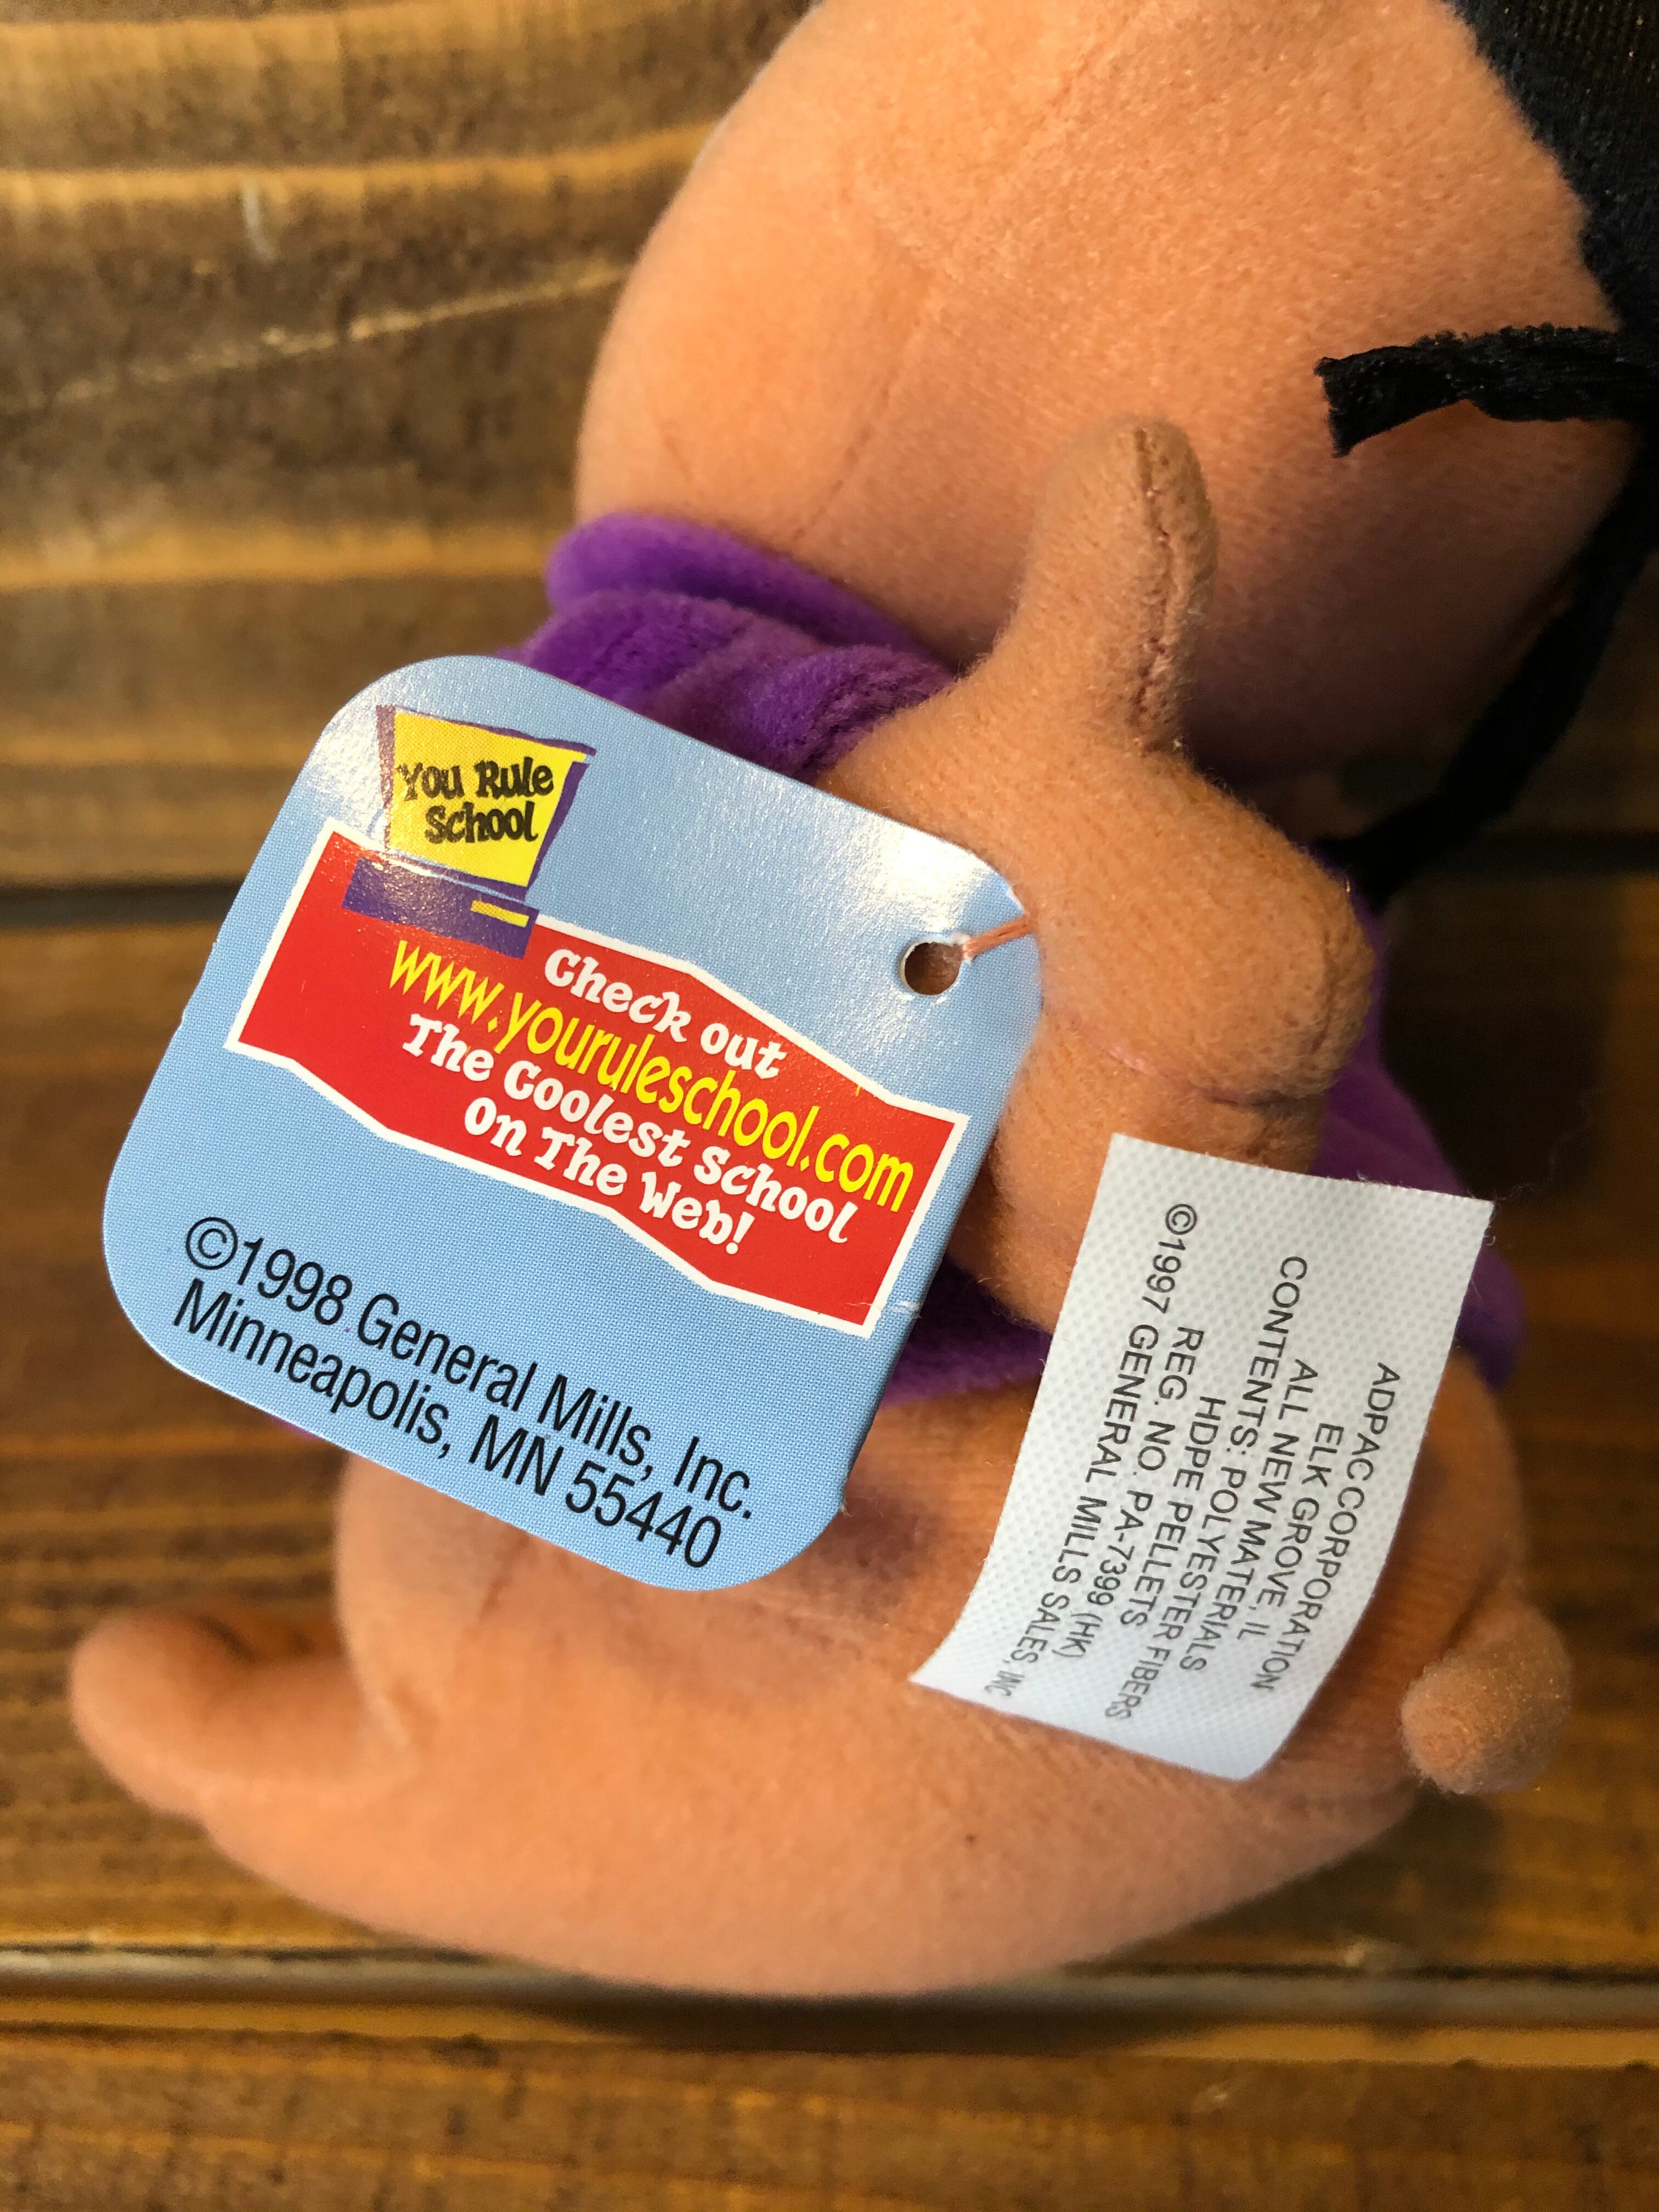 You Rule
School
Check out
www.youruleschool.com
The Coolest School
On The Web!
©1998 General Mills, Inc.
Minneapolis, MN 55440
ADPAC CORPORATION
ELK GROVE, IL
ALL NEW MATERIALS
CONTENTS: POLYESTER FIBERS
HDPE PELLETS
REG. NO. PA-7399 (HK)
©1997 GENERAL MILLS SALES, INC